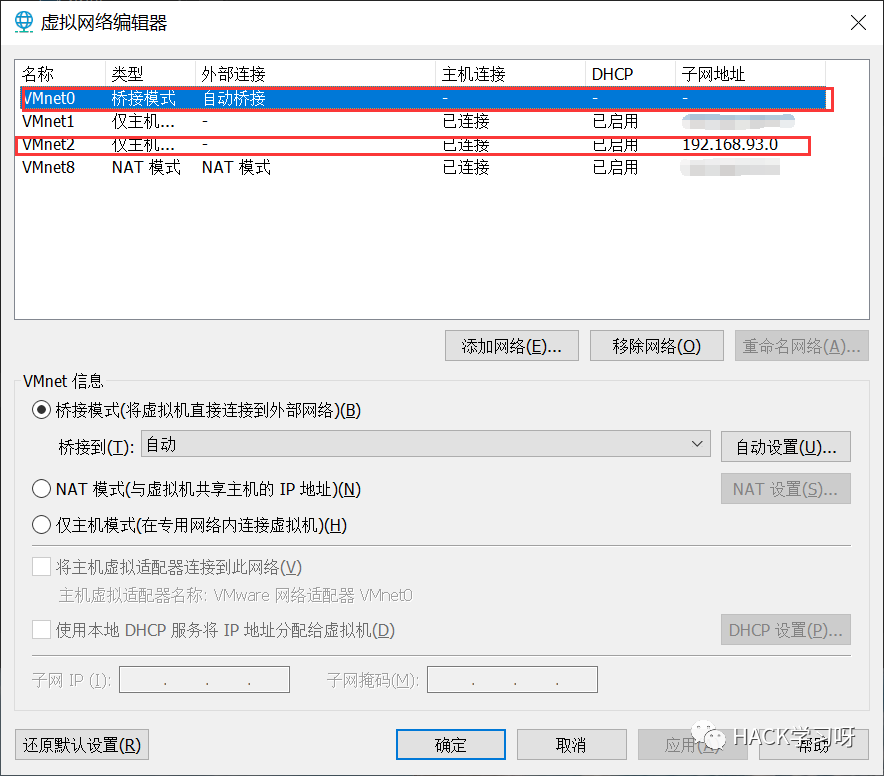 虚拟网络编辑器
名称 类型 外部连接 主机连接 DHCP 子网地址
VMnet0 桥接模式 自动桥接 - - -
VMnet1 仅主机... - 已连接 已启用
VMnet2 仅主机... - 已连接 已启用 192.168.93.0
VMnet8 NAT 模式 NAT 模式 已连接 已启用
添加网络(E)... 移除网络(O) 重命名网络(A)...
VMnet 信息
桥接模式(将虚拟机直接连接到外部网络)(B)
桥接到(T): 自动 自动设置(U)...
NAT 模式(与虚拟机共享主机的 IP 地址)(N) NAT 设置(S)...
仅主机模式(在专用网络内连接虚拟机)(H)
将主机虚拟适配器连接到此网络(V)
主机虚拟适配器名称: VMware 网络适配器 VMnet0
使用本地 DHCP 服务将 IP 地址分配给虚拟机(D) DHCP 设置(P)...
子网 IP (I): . . . 子网掩码(M): . . .
还原默认设置(R) 确定 取消 应用(A) 帮助
HACK学习呀